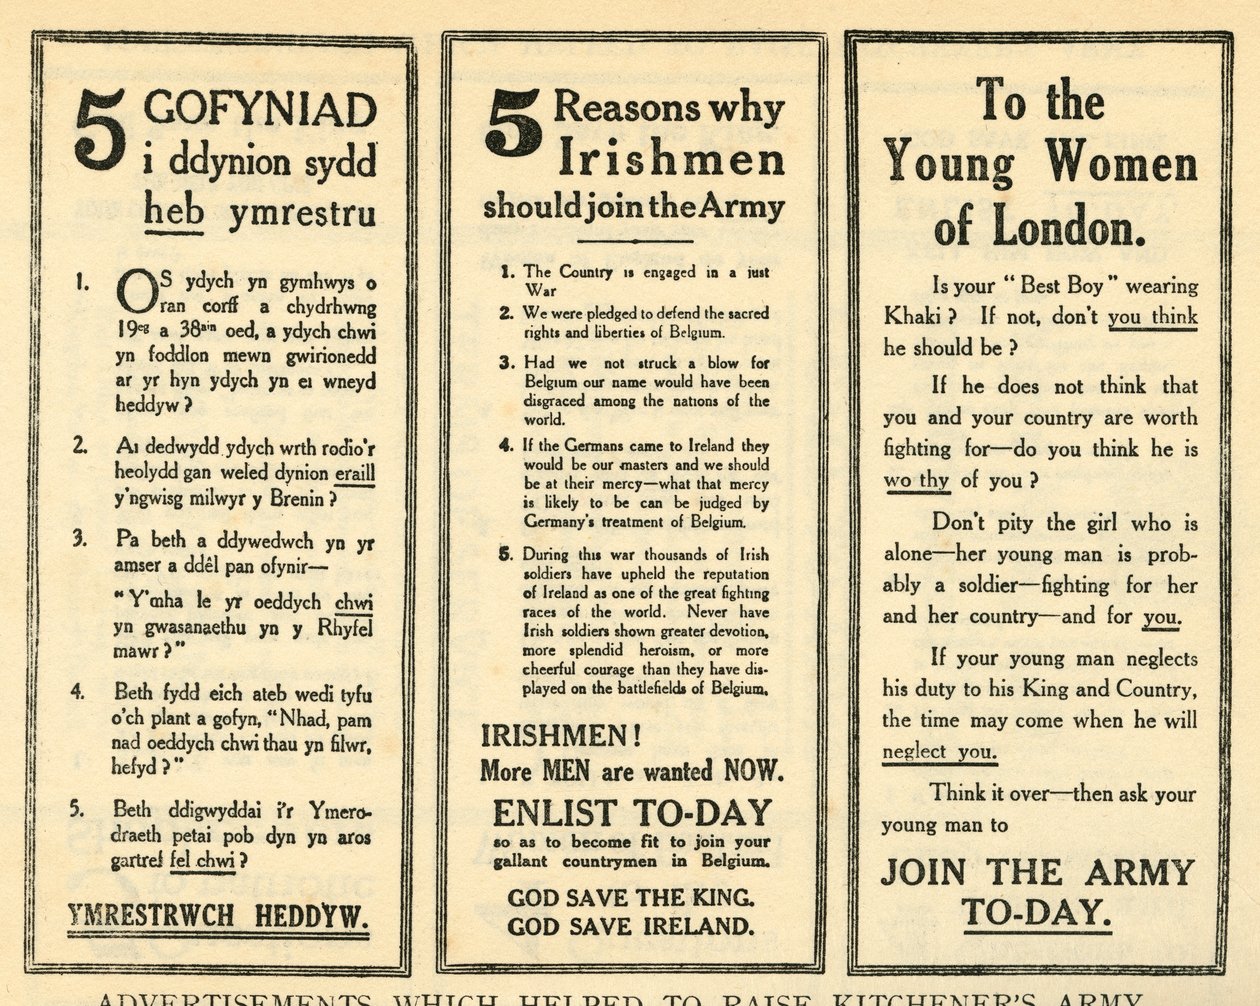 5 GOFYNIAD
i ddynion sydd
heb ymrestru
1. OS ydych yn gymhwys o
ran corff a chydrhwng
19eg a 38ain oed, a ydych chwi
yn foddlon mewn gwirionedd
ar yr hyn ydych yn ei wneyd
heddyw?
2. Ai dedwydd ydych wrth rodio'r
heolydd gan weled dynion eraill
y'ngwisg milwyr y Brenin?
3. Pa beth a ddywedwch yn yr
amser a ddêl pan ofynir—
"Y'mha le yr oeddych chwi
yn gwasanaethu yn y Rhyfel
mawr?"
4. Beth fydd eich ateb wedi tyfu
o'ch plant a gofyn, "Nhad, pam
nad oeddych chwi thau yn filwr,
hefyd?"
5. Beth ddigwyddai i'r Ymero-
draeth petai pob dyn yn aros
gartref fel chwi?
YMRESTRWCH HEDDYW.
5 Reasons why
Irishmen
should join the Army
1. The Country is engaged in a just
War
2. We were pledged to defend the sacred
rights and liberties of Belgium.
3. Had we not struck a blow for
Belgium our name would have been
disgraced among the nations of the
world.
4. If the Germans came to Ireland they
would be our masters and we should
be at their mercy—what that mercy
is likely to be can be judged by
Germany's treatment of Belgium.
5. During this war thousands of Irish
soldiers have upheld the reputation
of Ireland as one of the great fighting
races of the world. Never have
Irish soldiers shown greater devotion,
more splendid heroism, or more
cheerful courage than they have dis-
played on the battlefields of Belgium.
IRISHMEN!
More MEN are wanted NOW.
ENLIST TO-DAY
so as to become fit to join your
gallant countrymen in Belgium.
GOD SAVE THE KING.
GOD SAVE IRELAND.
To the
Young Women
of London.
Is your "Best Boy" wearing
Khaki? If not, don't you think
he should be?
If he does not think that
you and your country are worth
fighting for—do you think he is
wo thy of you?
Don't pity the girl who is
alone—her young man is prob-
ably a soldier—fighting for her
and her country—and for you.
If your young man neglects
his duty to his King and Country,
the time may come when he will
neglect you.
Think it over—then ask your
young man to
JOIN THE ARMY
TO-DAY.
ADVERTISEMENTS WHICH HELPED TO RAISE KITCHENER'S ARMY